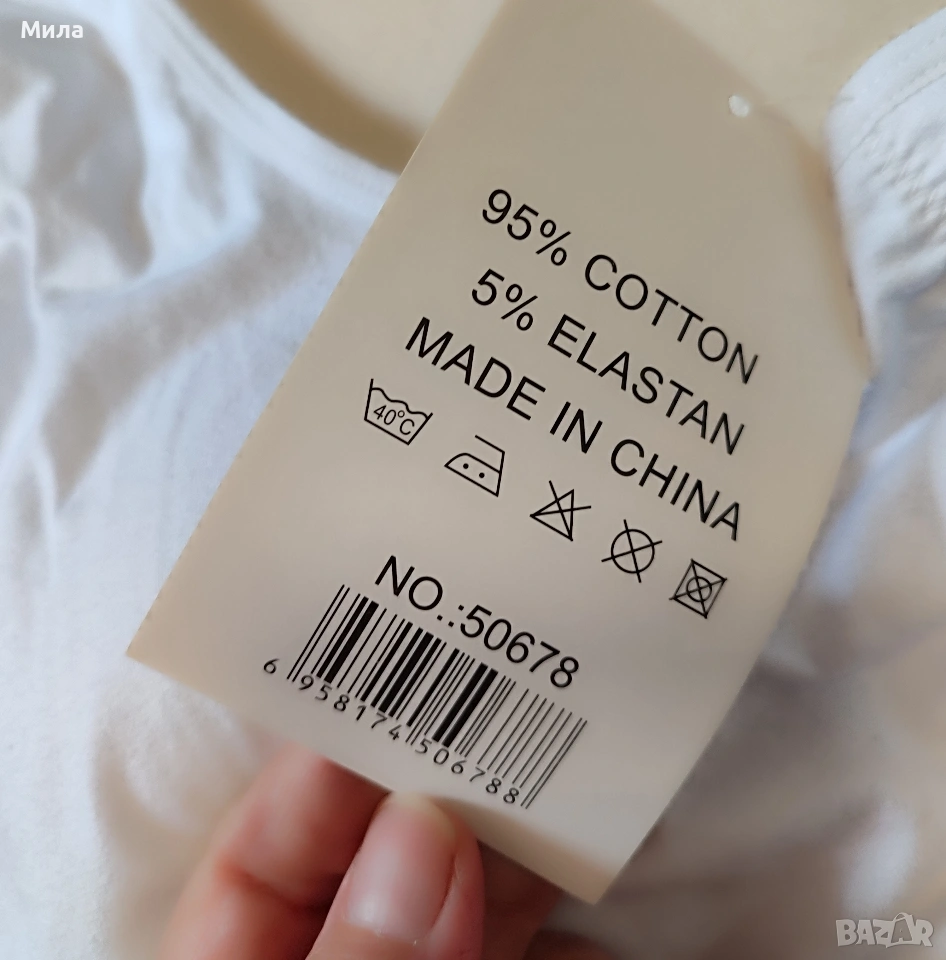 Мила
95% COTTON
5% ELASTAN
MADE IN CHINA
40°C
NO.:50678
6 958174 506788
BAZAR